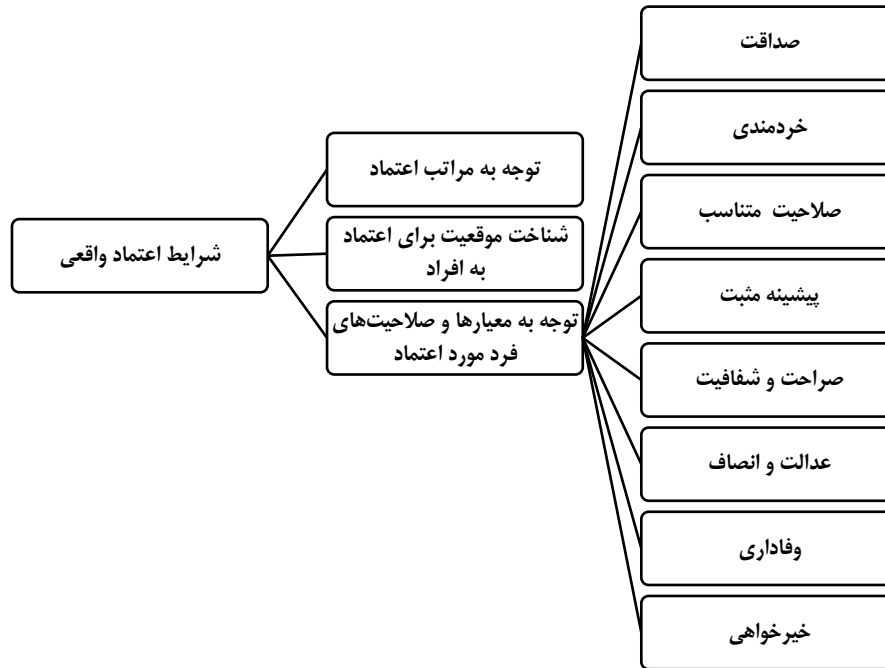 شرایط اعتماد واقعی
توجه به مراتب اعتماد
شناخت موقعیت برای اعتماد
به افراد
توجه به معیارها و صلاحیت‌های
فرد مورد اعتماد
صداقت
خردمندی
صلاحیت متناسب
پیشینه مثبت
صراحت و شفافیت
عدالت و انصاف
وفاداری
خیرخواهی